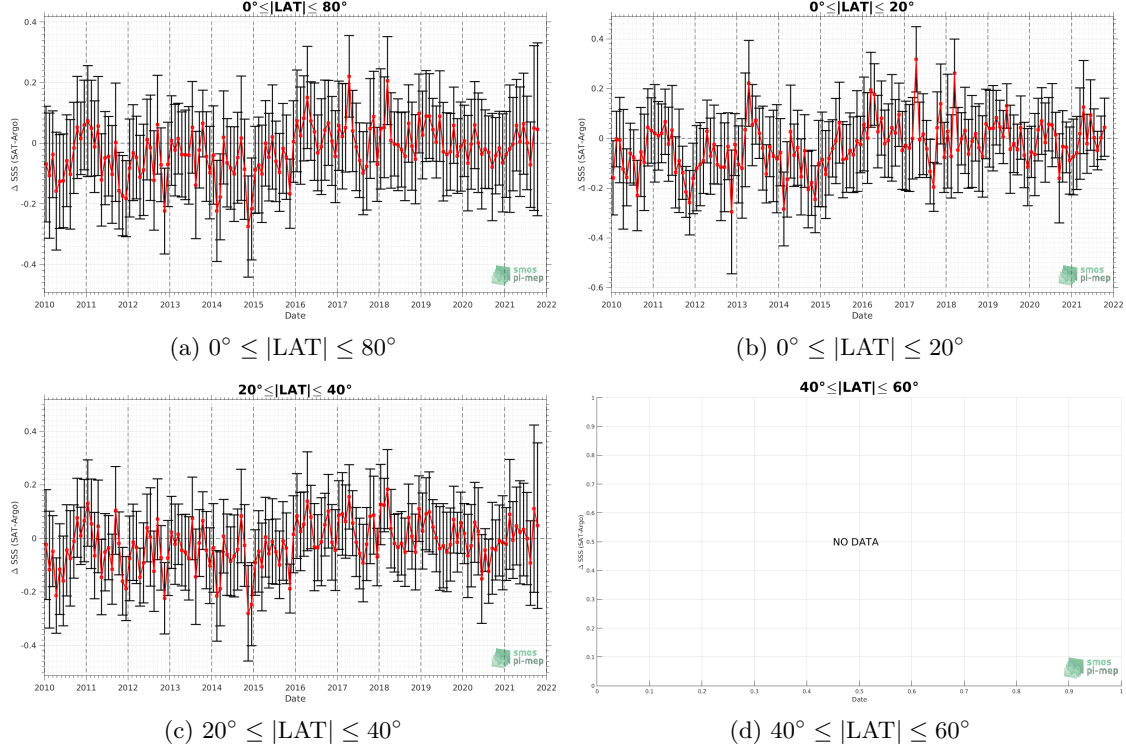 0°≤|LAT|≤ 80°
0.4
0.2
0
-0.2
-0.4
Δ SSS (SAT-Argo)
2010 2011 2012 2013 2014 2015 2016 2017 2018 2019 2020 2021 2022
Date
smos
pi-mep
(a) 0° ≤ |LAT| ≤ 80°
0°≤|LAT|≤ 20°
0.4
0.2
0
-0.2
-0.4
-0.6
Δ SSS (SAT-Argo)
2010 2011 2012 2013 2014 2015 2016 2017 2018 2019 2020 2021 2022
Date
smos
pi-mep
(b) 0° ≤ |LAT| ≤ 20°
20°≤|LAT|≤ 40°
0.4
0.2
0
-0.2
-0.4
Δ SSS (SAT-Argo)
2010 2011 2012 2013 2014 2015 2016 2017 2018 2019 2020 2021 2022
Date
smos
pi-mep
(c) 20° ≤ |LAT| ≤ 40°
40°≤|LAT|≤ 60°
1
0.9
0.8
0.7
0.6
0.5
0.4
0.3
0.2
0.1
0
Δ SSS (SAT-Argo)
NO DATA
0 0.1 0.2 0.3 0.4 0.5 0.6 0.7 0.8 0.9 1
Date
smos
pi-mep
(d) 40° ≤ |LAT| ≤ 60°